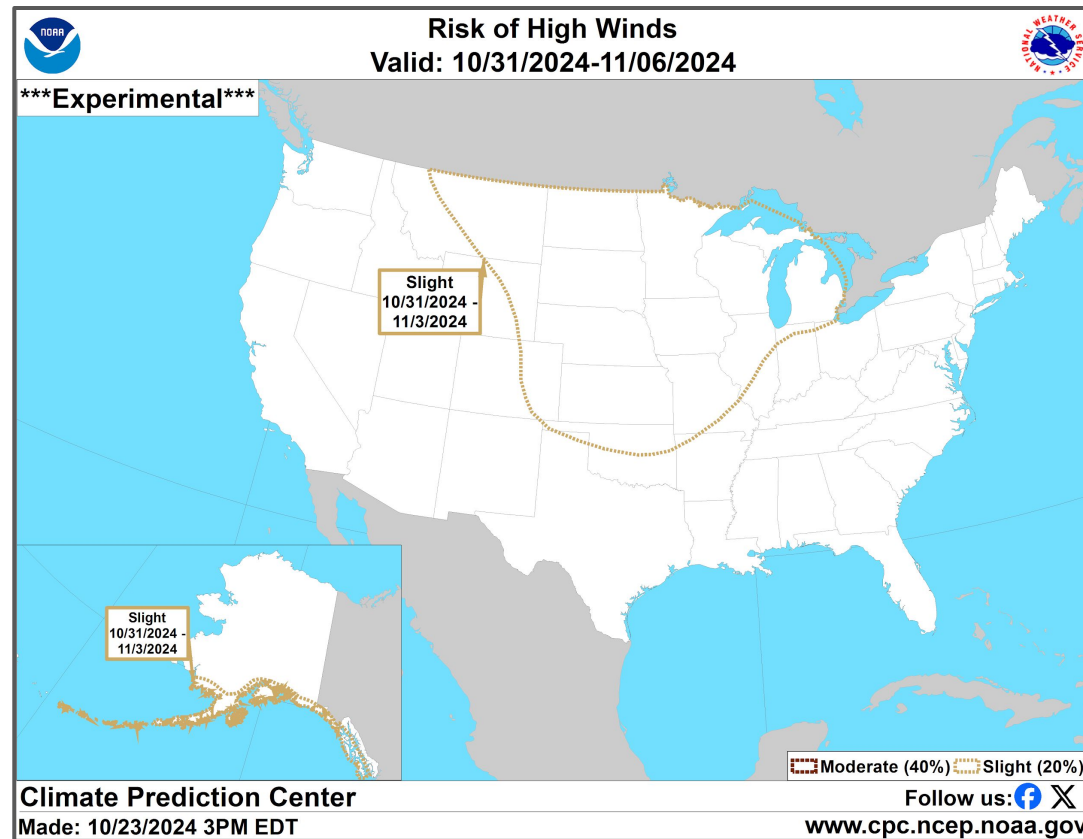 NOAA
Risk of High Winds
Valid: 10/31/2024-11/06/2024
NATIONAL WEATHER SERVICE
***Experimental***
Slight
10/31/2024 -
11/3/2024
Slight
10/31/2024 -
11/3/2024
Moderate (40%) Slight (20%)
Climate Prediction Center
Follow us:
Made: 10/23/2024 3PM EDT
www.cpc.ncep.noaa.gov